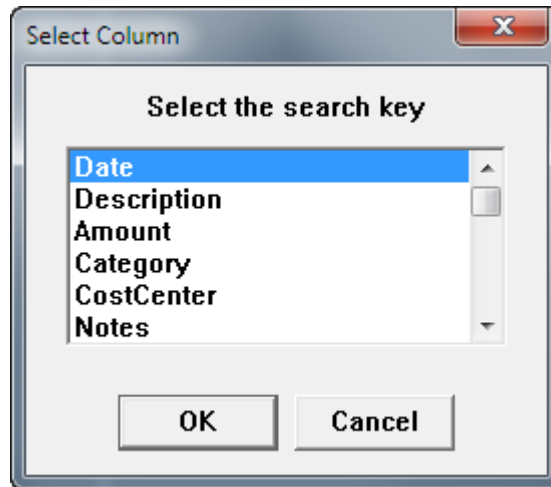 Select Column
Select the search key
Date
Description
Amount
Category
CostCenter
Notes
OK Cancel